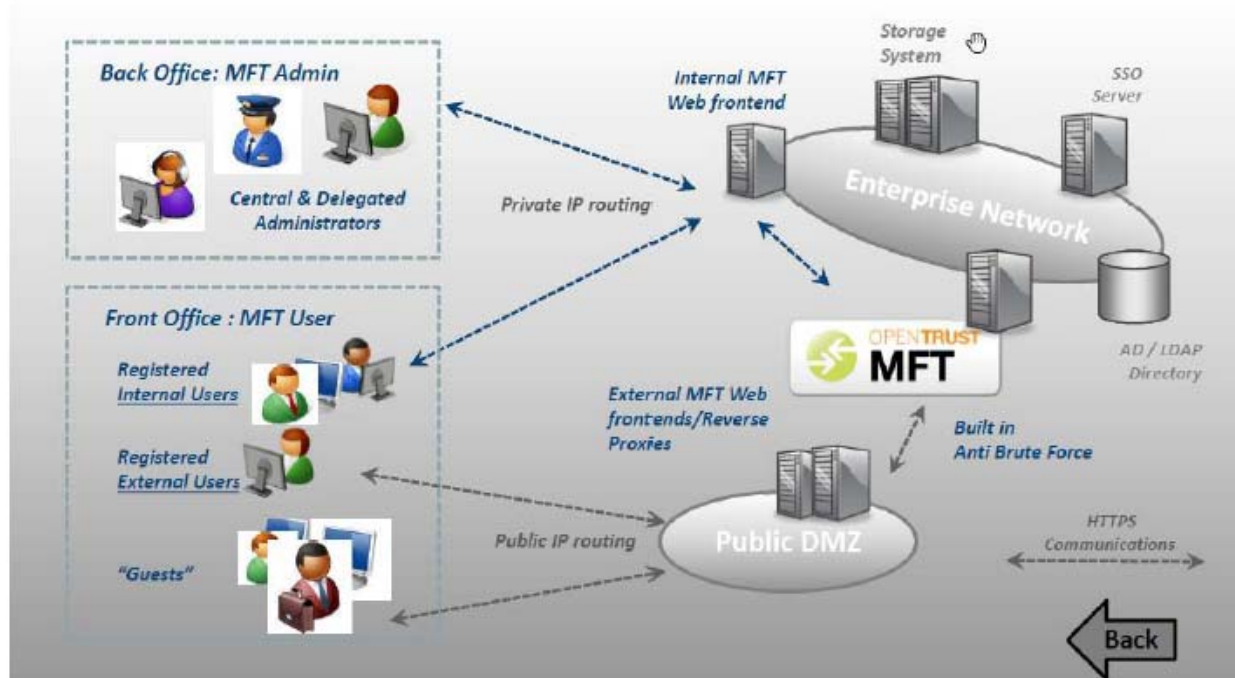 Back Office: MFT Admin
Central & Delegated
Administrators
Front Office : MFT User
Registered
Internal Users
Registered
External Users
"Guests"
Private IP routing
Public IP routing
Internal MFT
Web frontend
Storage
System
SSO
Server
Enterprise Network
AD / LDAP
Directory
OPENTRUST
MFT
External MFT Web
frontends/Reverse
Proxies
Built in
Anti Brute Force
Public DMZ
HTTPS
Communications
Back